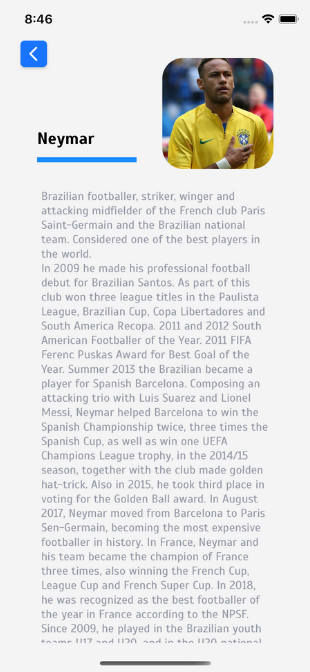 8:46
Neymar
Brazilian footballer, striker, winger and
attacking midfielder of the French club Paris
Saint-Germain and the Brazilian national
team. Considered one of the best players in
the world.
In 2009 he made his professional football
debut for Brazilian Santos. As part of this
club won three league titles in the Paulista
League, Brazilian Cup, Copa Libertadores and
South America Recopa. 2011 and 2012 South
American Footballer of the Year. 2011 FIFA
Ferenc Puskas Award for Best Goal of the
Year. Summer 2013 the Brazilian became a
player for Spanish Barcelona. Composing an
attacking trio with Luis Suarez and Lionel
Messi, Neymar helped Barcelona to win the
Spanish Championship twice, three times the
Spanish Cup, as well as win one UEFA
Champions League trophy, in the 2014/15
season, together with the club made golden
hat-trick. Also in 2015, he took third place in
voting for the Golden Ball award. In August
2017, Neymar moved from Barcelona to Paris
Sen-Germain, becoming the most expensive
footballer in history. In France, Neymar and
his team became the champion of France
three times, also winning the French Cup,
League Cup and French Super Cup. In 2018,
he was recognized as the best footballer of
the year in France according to the NPSF.
Since 2009, he played in the Brazilian youth
teams U17 and U20, and in the U20 national